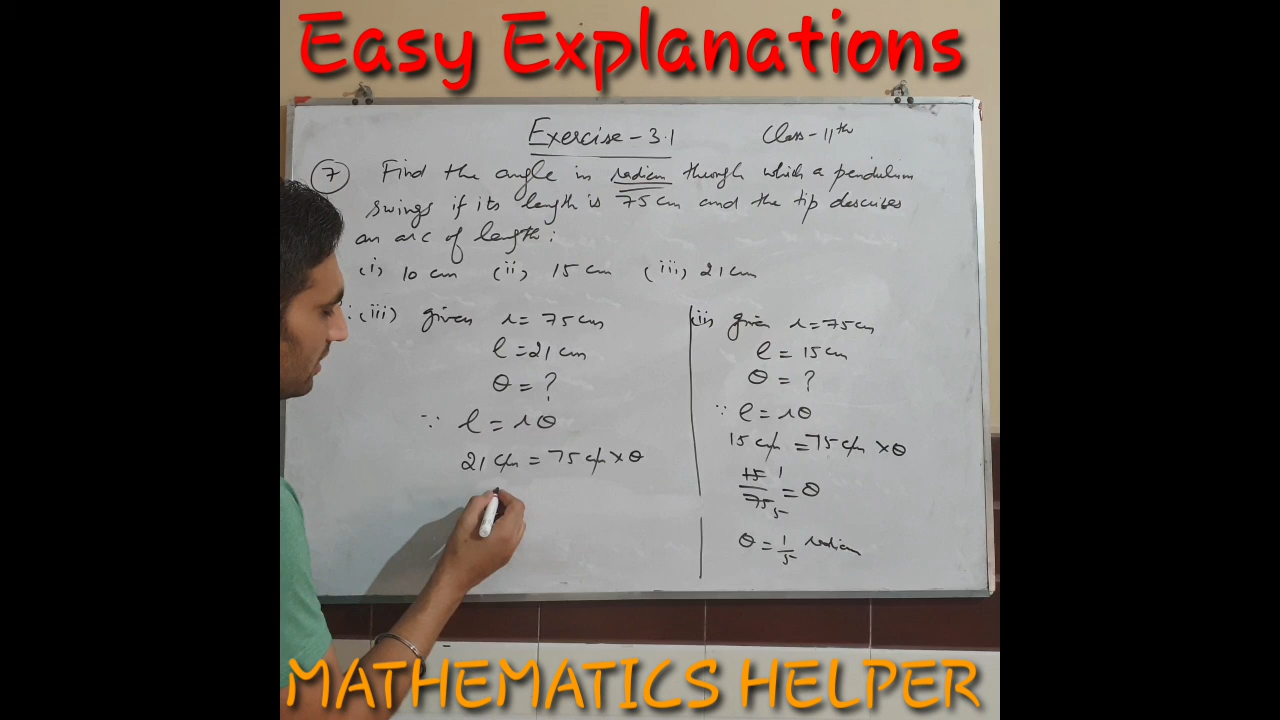 Easy Explanations
Exercise - 3.1
Class - 11th
7 Find the angle in radian through which a pendulum
swings if its length is 75 cm and the tip describes
an arc of length:
(i) 10 cm (ii) 15 cm (iii) 21 cm
:(iii) given r = 75 cm
l = 21 cm
θ = ?
∵ l = rθ
21 cm = 75 cm × θ
(ii) given r = 75 cm
l = 15 cm
θ = ?
∵ l = rθ
15 cm = 75 cm × θ
15 1
75 5 = θ
θ = 1/5 radian
MATHEMATICS HELPER